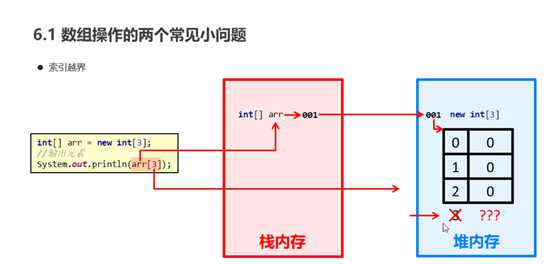 6.1 数组操作的两个常见小问题
● 索引越界
int[] arr = new int[3];
//输出元素
System.out.println(arr[3]);
int[] arr 001
栈内存
001 new int[3]
0 0
1 0
2 0
3 ???
堆内存